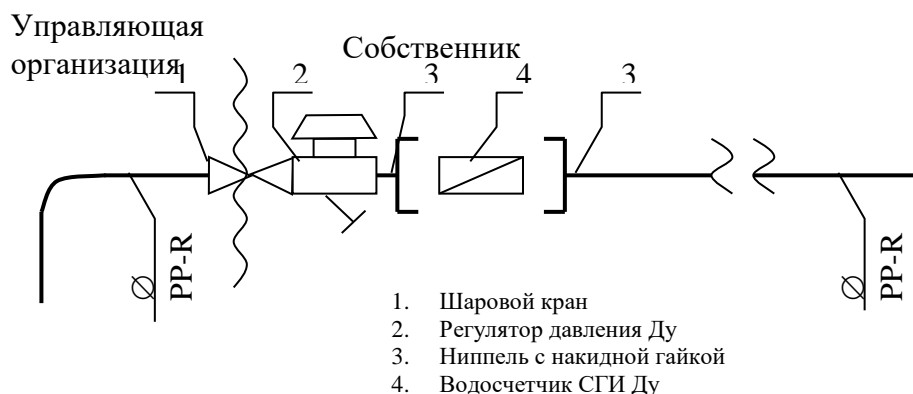 Управляющая
организация
Собственник
1
2
3
4
3
∅ PP-R
∅ PP-R
1. Шаровой кран
2. Регулятор давления Ду
3. Ниппель с накидной гайкой
4. Водосчетчик СГИ Ду